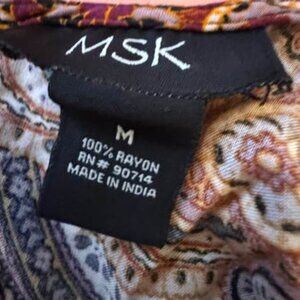 MSK
M
100% RAYON
RN# 90714
MADE IN INDIA